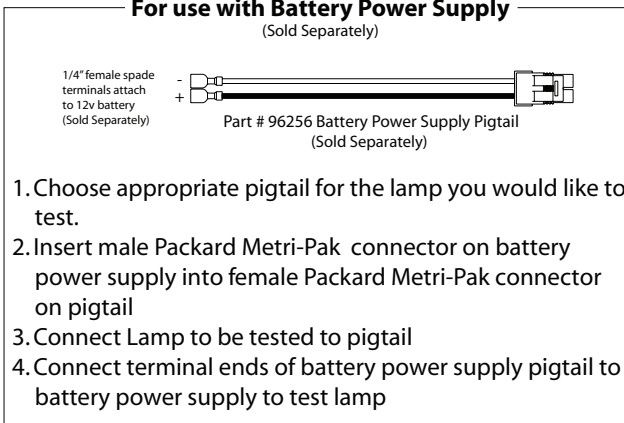 For use with Battery Power Supply
(Sold Separately)
1/4" female spade
terminals attach
to 12v battery
(Sold Separately)
-
+
Part # 96256 Battery Power Supply Pigtail
(Sold Separately)
1. Choose appropriate pigtail for the lamp you would like to
test.
2. Insert male Packard Metri-Pak connector on battery
power supply into female Packard Metri-Pak connector
on pigtail
3. Connect Lamp to be tested to pigtail
4. Connect terminal ends of battery power supply pigtail to
battery power supply to test lamp